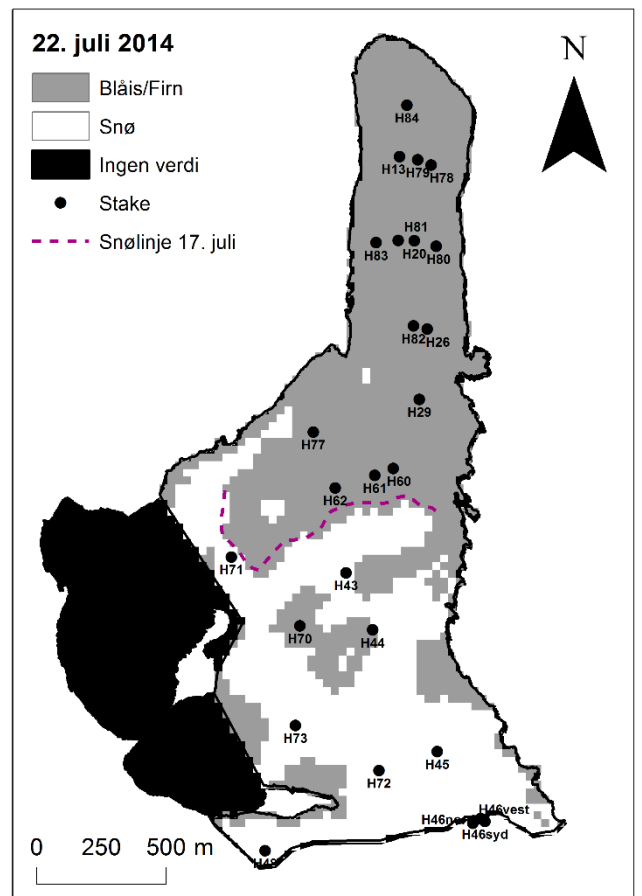 22. juli 2014
N
Blåis/Firn
Snø
Ingen verdi
Stake
Snølinje 17. juli
H84
H13
H79
H78
H81
H83
H20
H80
H82
H26
H29
H77
H60
H61
H62
H71
H43
H70
H44
H73
H45
H72
H46vest
H46syd
H48
0 250 500 m